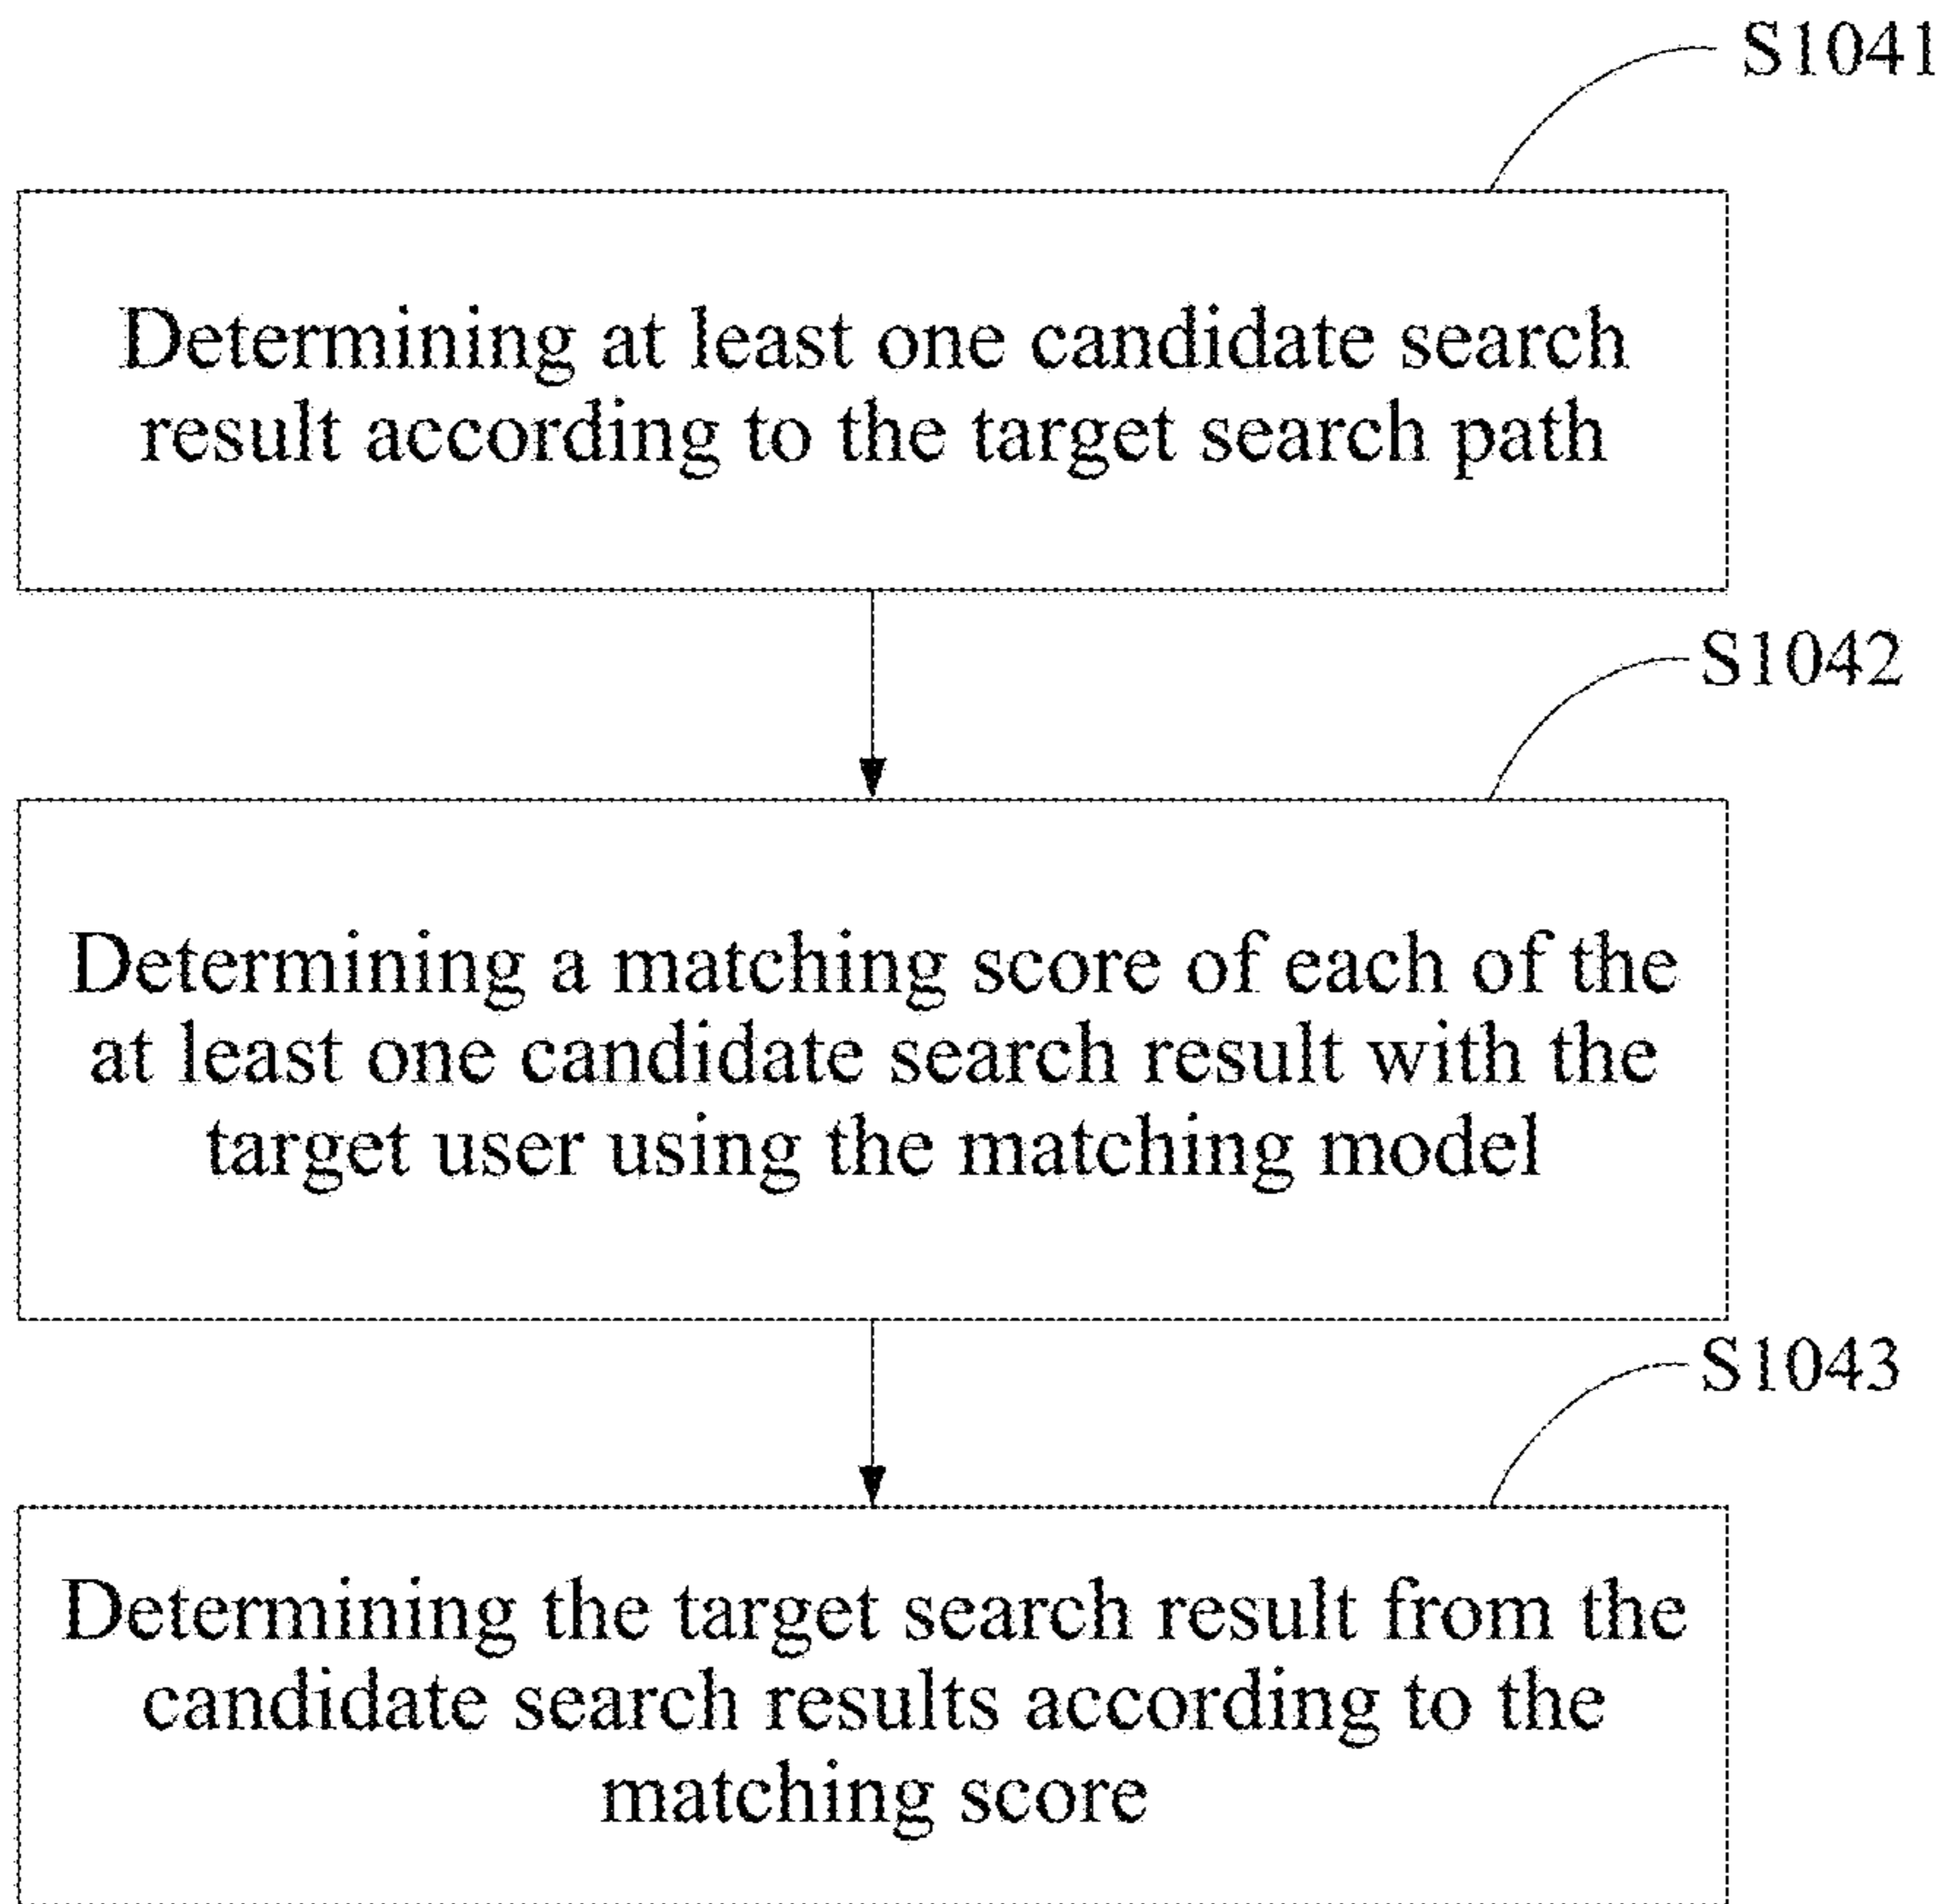 S1041
Determining at least one candidate search
result according to the target search path
S1042
Determining a matching score of each of the
at least one candidate search result with the
target user using the matching model
S1043
Determining the target search result from the
candidate search results according to the
matching score